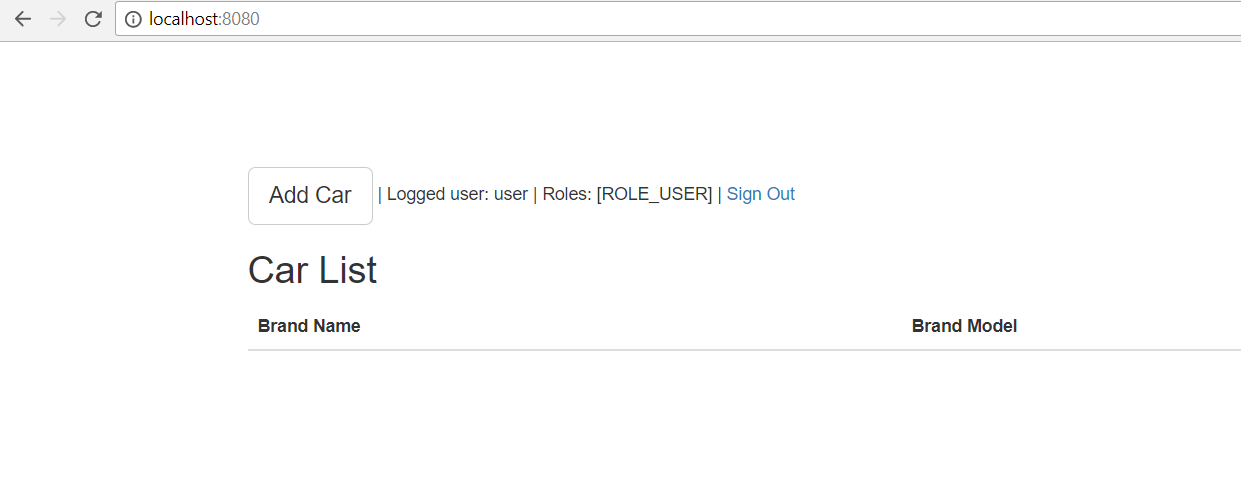 localhost:8080
Add Car | Logged user: user | Roles: [ROLE_USER] | Sign Out
Car List
Brand Name Brand Model